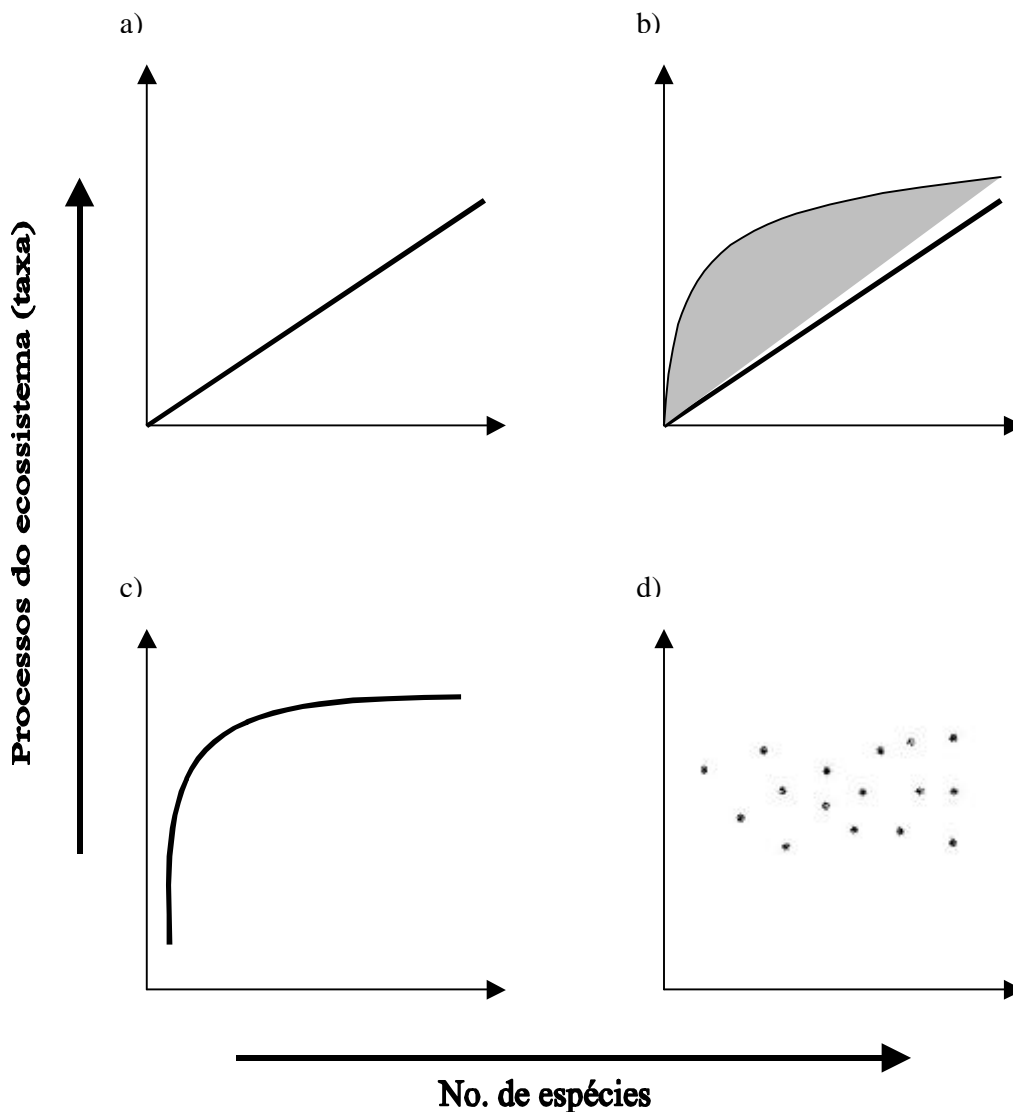 a)
b)
Processos do ecossistema (taxa)
c)
d)
No. de espécies